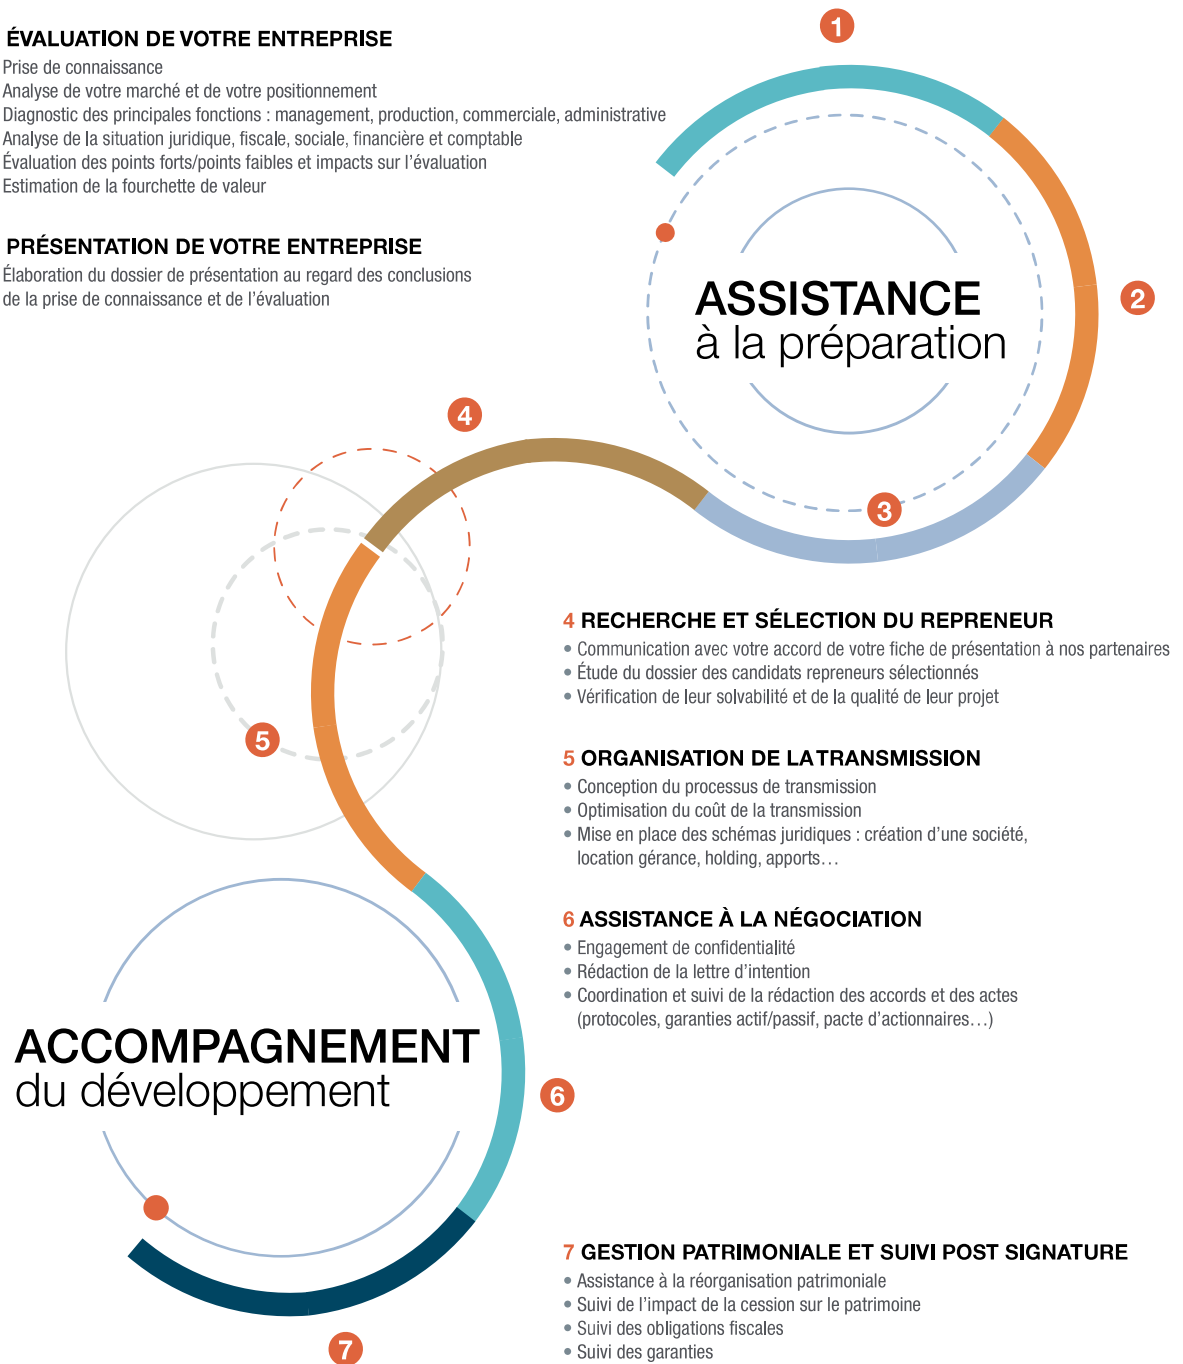 ÉVALUATION DE VOTRE ENTREPRISE
Prise de connaissance
Analyse de votre marché et de votre positionnement
Diagnostic des principales fonctions : management, production, commerciale, administrative
Analyse de la situation juridique, fiscale, sociale, financière et comptable
Évaluation des points forts/points faibles et impacts sur l’évaluation
Estimation de la fourchette de valeur
PRÉSENTATION DE VOTRE ENTREPRISE
Élaboration du dossier de présentation au regard des conclusions
de la prise de connaissance et de l’évaluation
1
ASSISTANCE
à la préparation
2
3
4
5
4 RECHERCHE ET SÉLECTION DU REPRENEUR
• Communication avec votre accord de votre fiche de présentation à nos partenaires
• Étude du dossier des candidats repreneurs sélectionnés
• Vérification de leur solvabilité et de la qualité de leur projet
5 ORGANISATION DE LA TRANSMISSION
• Conception du processus de transmission
• Optimisation du coût de la transmission
• Mise en place des schémas juridiques : création d’une société,
location gérance, holding, apports…
6 ASSISTANCE À LA NÉGOCIATION
• Engagement de confidentialité
• Rédaction de la lettre d’intention
• Coordination et suivi de la rédaction des accords et des actes
(protocoles, garanties actif/passif, pacte d’actionnaires…)
ACCOMPAGNEMENT
du développement
6
7
7 GESTION PATRIMONIALE ET SUIVI POST SIGNATURE
• Assistance à la réorganisation patrimoniale
• Suivi de l’impact de la cession sur le patrimoine
• Suivi des obligations fiscales
• Suivi des garanties